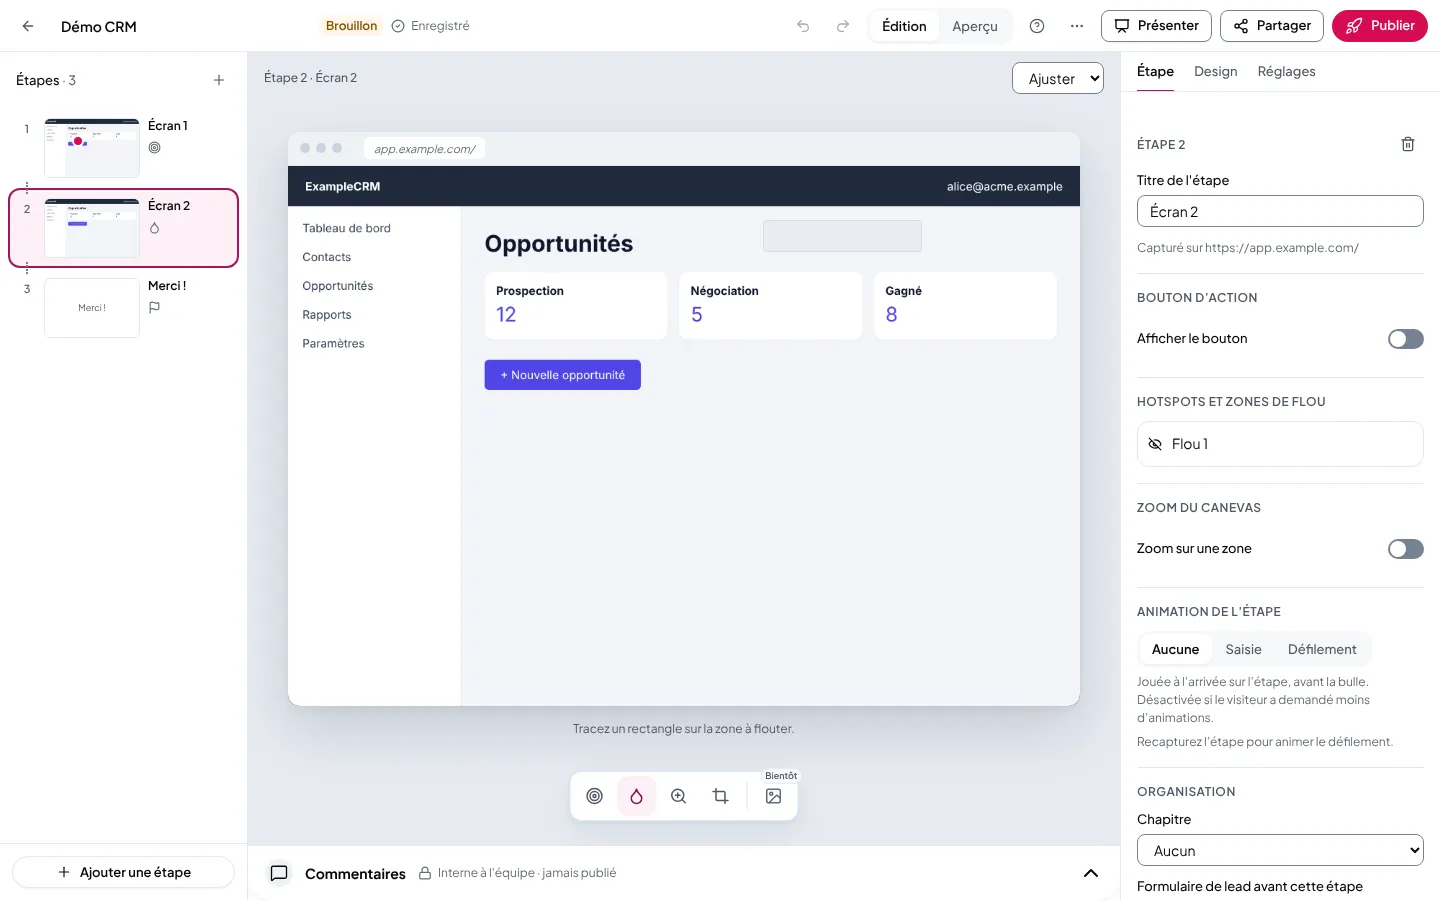 Démo CRM
Brouillon
Enregistré
Édition
Aperçu
Présenter
Partager
Publier
Étapes · 3
1
Écran 1
2
Écran 2
3
Merci !
Merci !
Ajouter une étape
Étape 2 · Écran 2
Ajuster
app.example.com/
ExampleCRM
alice@acme.example
Tableau de bord
Contacts
Opportunités
Rapports
Paramètres
Opportunités
Prospection
12
Négociation
5
Gagné
8
+ Nouvelle opportunité
Tracez un rectangle sur la zone à flouter.
Bientôt
Commentaires
Interne à l'équipe · jamais publié
Étape
Design
Réglages
ÉTAPE 2
Titre de l'étape
Écran 2
Capturé sur https://app.example.com/
BOUTON D'ACTION
Afficher le bouton
HOTSPOTS ET ZONES DE FLOU
Flou 1
ZOOM DU CANEVAS
Zoom sur une zone
ANIMATION DE L'ÉTAPE
Aucune
Saisie
Défilement
Jouée à l'arrivée sur l'étape, avant la bulle.
Désactivée si le visiteur a demandé moins
d'animations.
Recapturez l'étape pour animer le défilement.
ORGANISATION
Chapitre
Aucun
Formulaire de lead avant cette étape